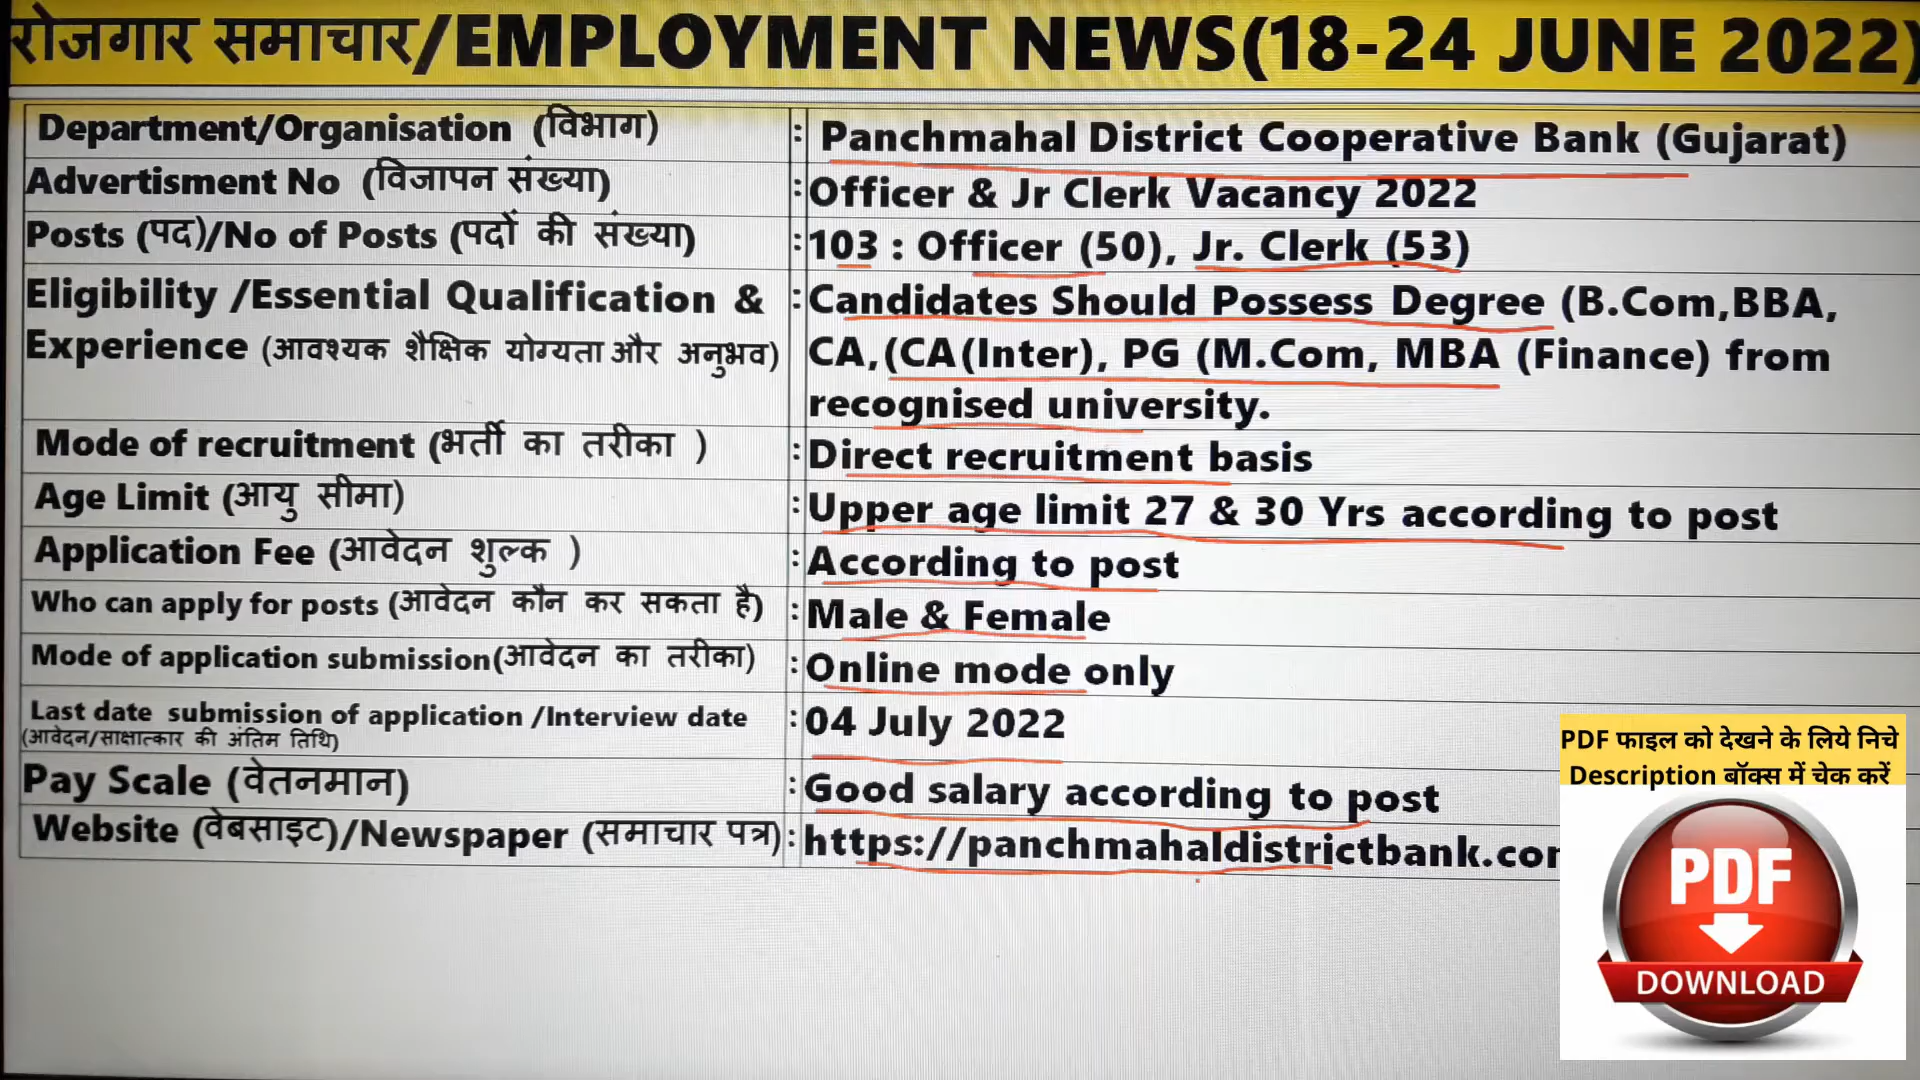 रोजगार समाचार/EMPLOYMENT NEWS(18-24 JUNE 2022)
Department/Organisation (विभाग) : Panchmahal District Cooperative Bank (Gujarat)
Advertisment No (विजापन संख्या) : Officer & Jr Clerk Vacancy 2022
Posts (पद)/No of Posts (पदों की संख्या) : 103 : Officer (50), Jr. Clerk (53)
Eligibility /Essential Qualification & : Candidates Should Possess Degree (B.Com,BBA,
Experience (आवश्यक शैक्षिक योग्यता और अनुभव) CA,(CA(Inter), PG (M.Com, MBA (Finance) from
recognised university.
Mode of recruitment (भर्ती का तरीका ) : Direct recruitment basis
Age Limit (आयु सीमा) : Upper age limit 27 & 30 Yrs according to post
Application Fee (आवेदन शुल्क ) : According to post
Who can apply for posts (आवेदन कौन कर सकता है) : Male & Female
Mode of application submission(आवेदन का तरीका) : Online mode only
Last date submission of application /Interview date : 04 July 2022
(आवेदन/साक्षात्कार की अंतिम तिथि)
Pay Scale (वेतनमान) : Good salary according to post
Website (वेबसाइट)/Newspaper (समाचार पत्र) : https://panchmahaldistrictbank.com
PDF फाइल को देखने के लिये निचे
Description बॉक्स में चेक करें
PDF
DOWNLOAD